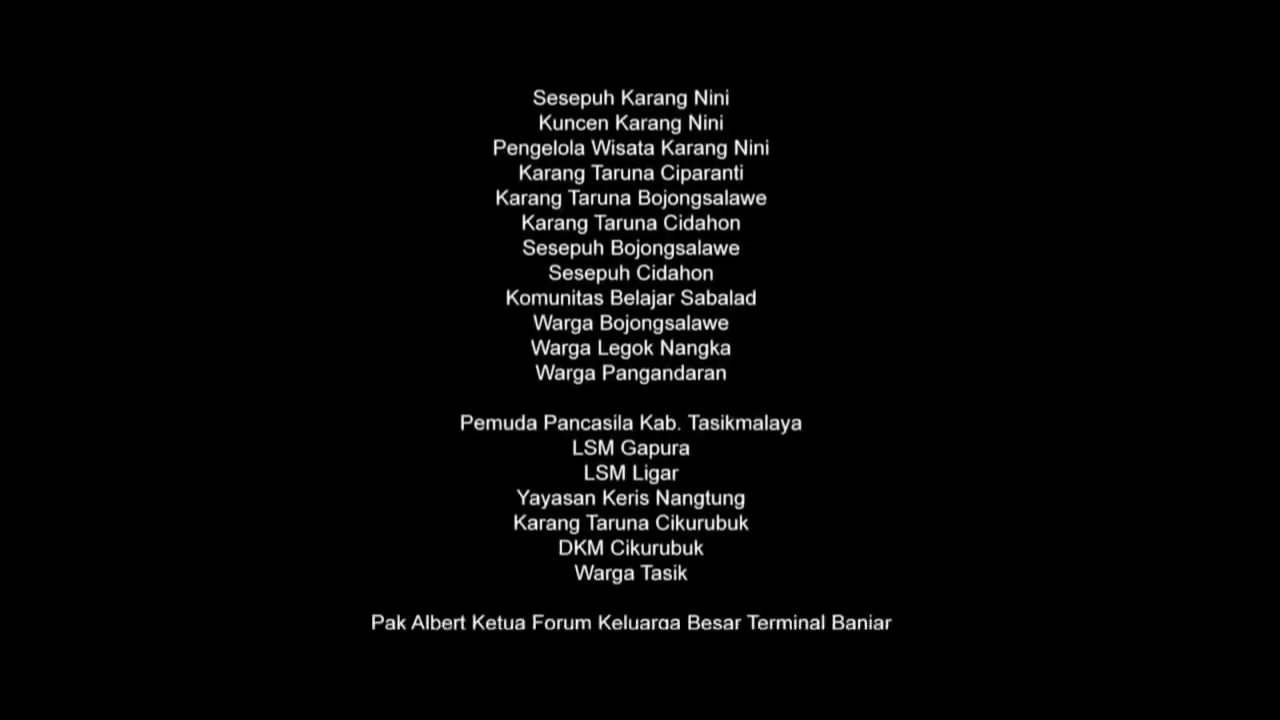 Sesepuh Karang Nini
Kuncen Karang Nini
Pengelola Wisata Karang Nini
Karang Taruna Ciparanti
Karang Taruna Bojongsalawe
Karang Taruna Cidahon
Sesepuh Bojongsalawe
Sesepuh Cidahon
Komunitas Belajar Sabalad
Warga Bojongsalawe
Warga Legok Nangka
Warga Pangandaran
Pemuda Pancasila Kab. Tasikmalaya
LSM Gapura
LSM Ligar
Yayasan Keris Nangtung
Karang Taruna Cikurubuk
DKM Cikurubuk
Warga Tasik
Pak Albert Ketua Forum Keluarga Besar Terminal Banjar